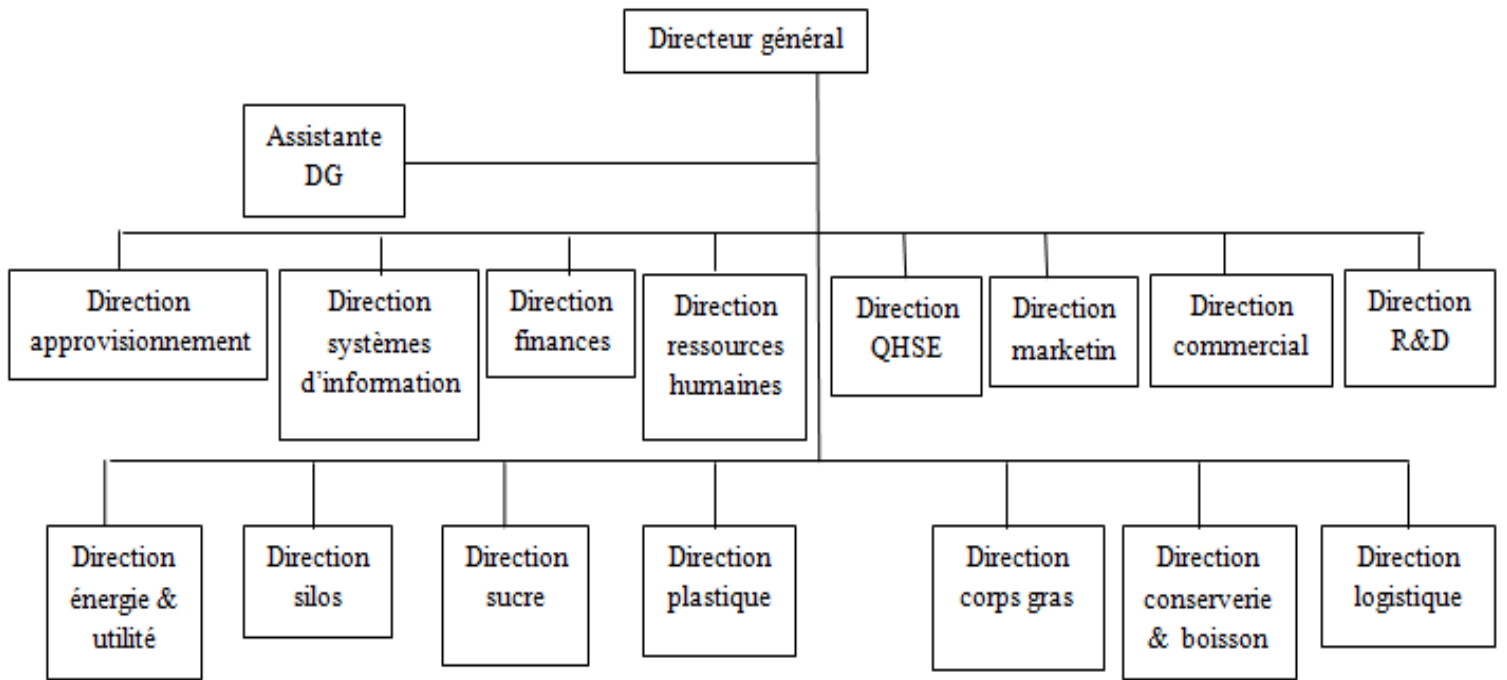 Directeur général
Assistante
DG
Direction
approvisionnement
Direction
systèmes
d'information
Direction
finances
Direction
ressources
humaines
Direction
QHSE
Direction
marketin
Direction
commercial
Direction
R&D
Direction
énergie &
utilité
Direction
silos
Direction
sucre
Direction
plastique
Direction
corps gras
Direction
conserverie
& boisson
Direction
logistique